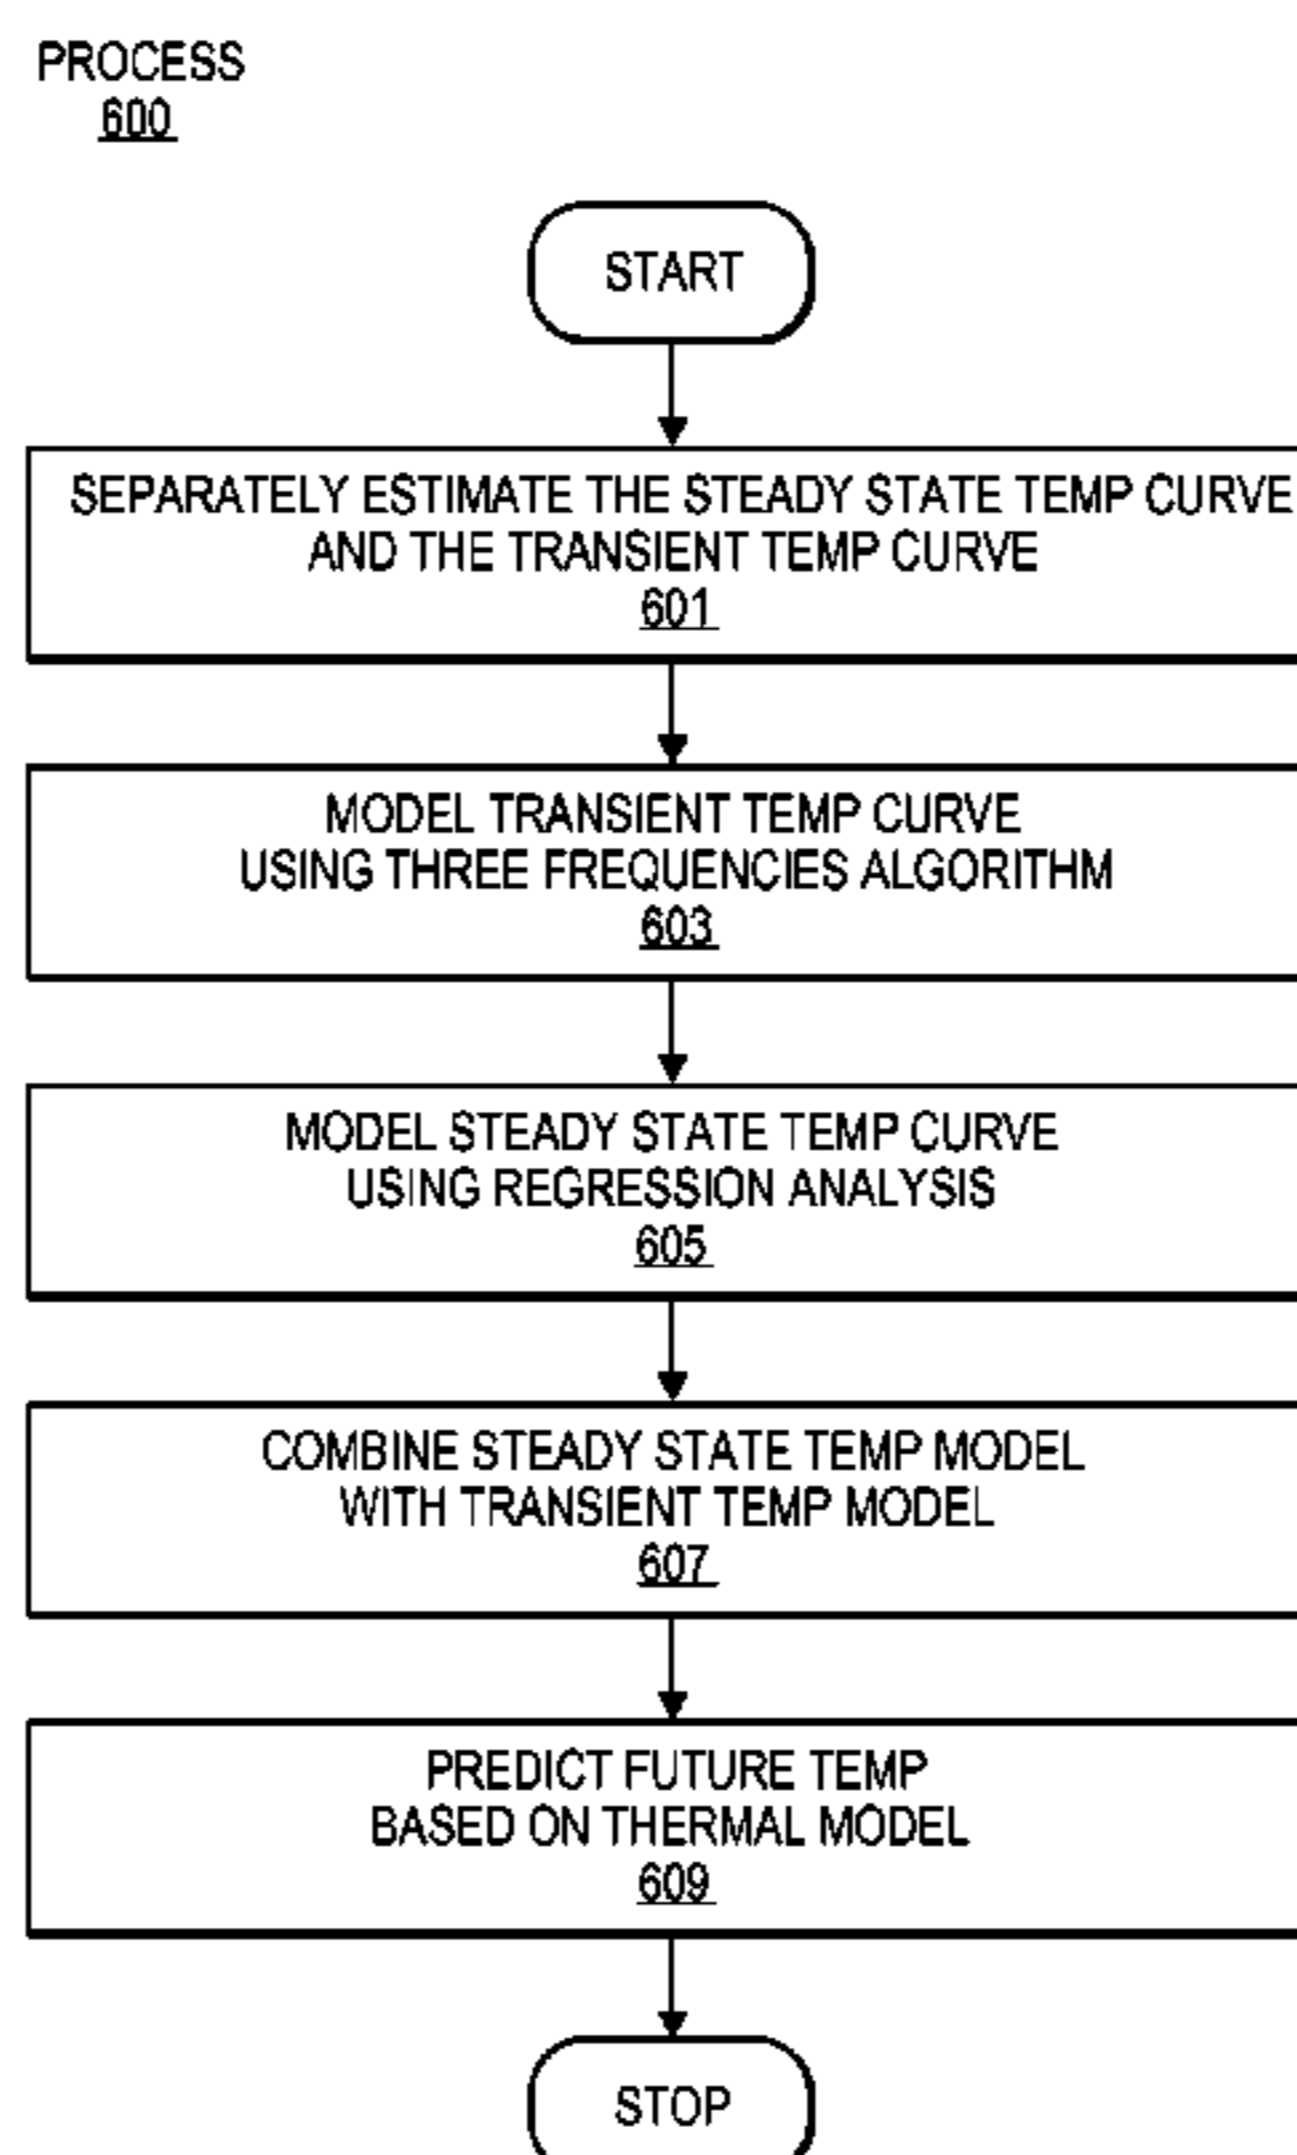 PROCESS
600
START
SEPARATELY ESTIMATE THE STEADY STATE TEMP CURVE
AND THE TRANSIENT TEMP CURVE
601
MODEL TRANSIENT TEMP CURVE
USING THREE FREQUENCIES ALGORITHM
603
MODEL STEADY STATE TEMP CURVE
USING REGRESSION ANALYSIS
605
COMBINE STEADY STATE TEMP MODEL
WITH TRANSIENT TEMP MODEL
607
PREDICT FUTURE TEMP
BASED ON THERMAL MODEL
609
STOP